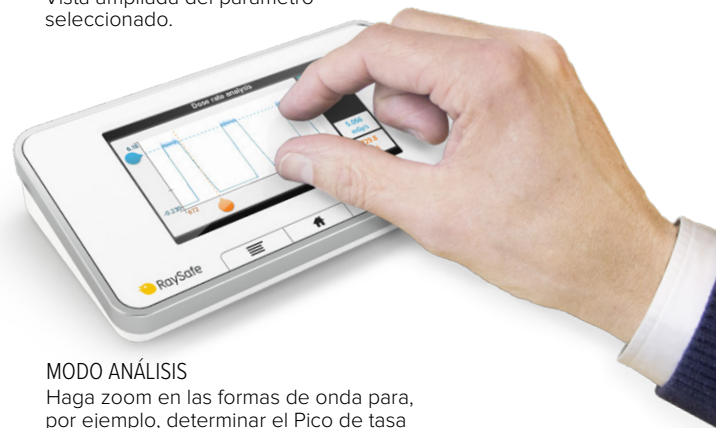 Vista ampliada del parámetro
seleccionado.
Dose rate analysis
5.056
mGy/s
RaySafe
MODO ANÁLISIS
Haga zoom en las formas de onda para,
por ejemplo, determinar el Pico de tasa